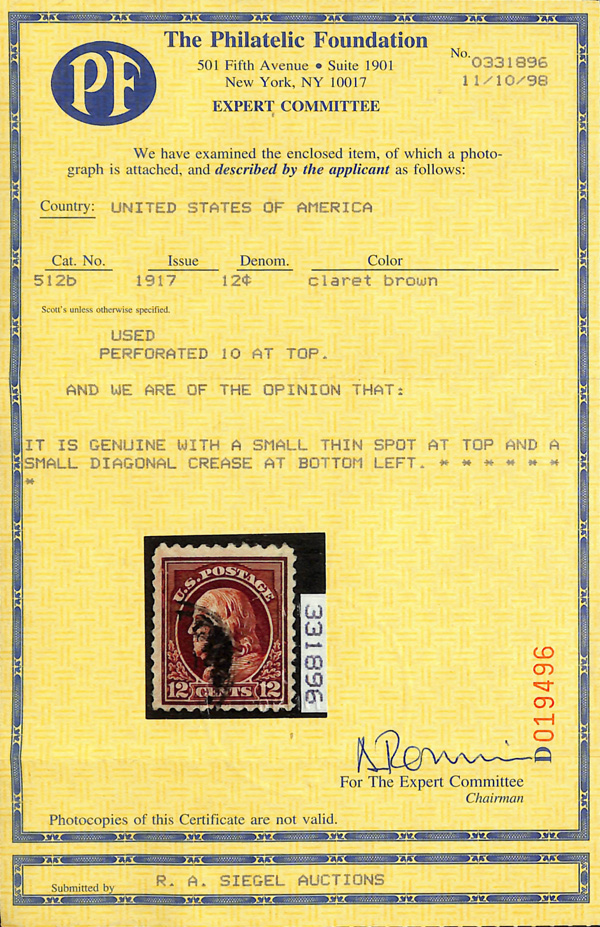 PF
The Philatelic Foundation
501 Fifth Avenue • Suite 1901
New York, NY 10017
EXPERT COMMITTEE
No. 0331896
11/10/98
We have examined the enclosed item, of which a photo-
graph is attached, and described by the applicant as follows:
Country: UNITED STATES OF AMERICA
Cat. No. Issue Denom. Color
512b 1917 12¢ claret brown
Scott's unless otherwise specified.
USED
PERFORATED 10 AT TOP.
AND WE ARE OF THE OPINION THAT:
IT IS GENUINE WITH A SMALL THIN SPOT AT TOP AND A
SMALL DIAGONAL CREASE AT BOTTOM LEFT. * * * * * *
*
U.S. POSTAGE
12 CENTS 12
331896
D019496
For The Expert Committee
Chairman
Photocopies of this Certificate are not valid.
Submitted by R. A. SIEGEL AUCTIONS